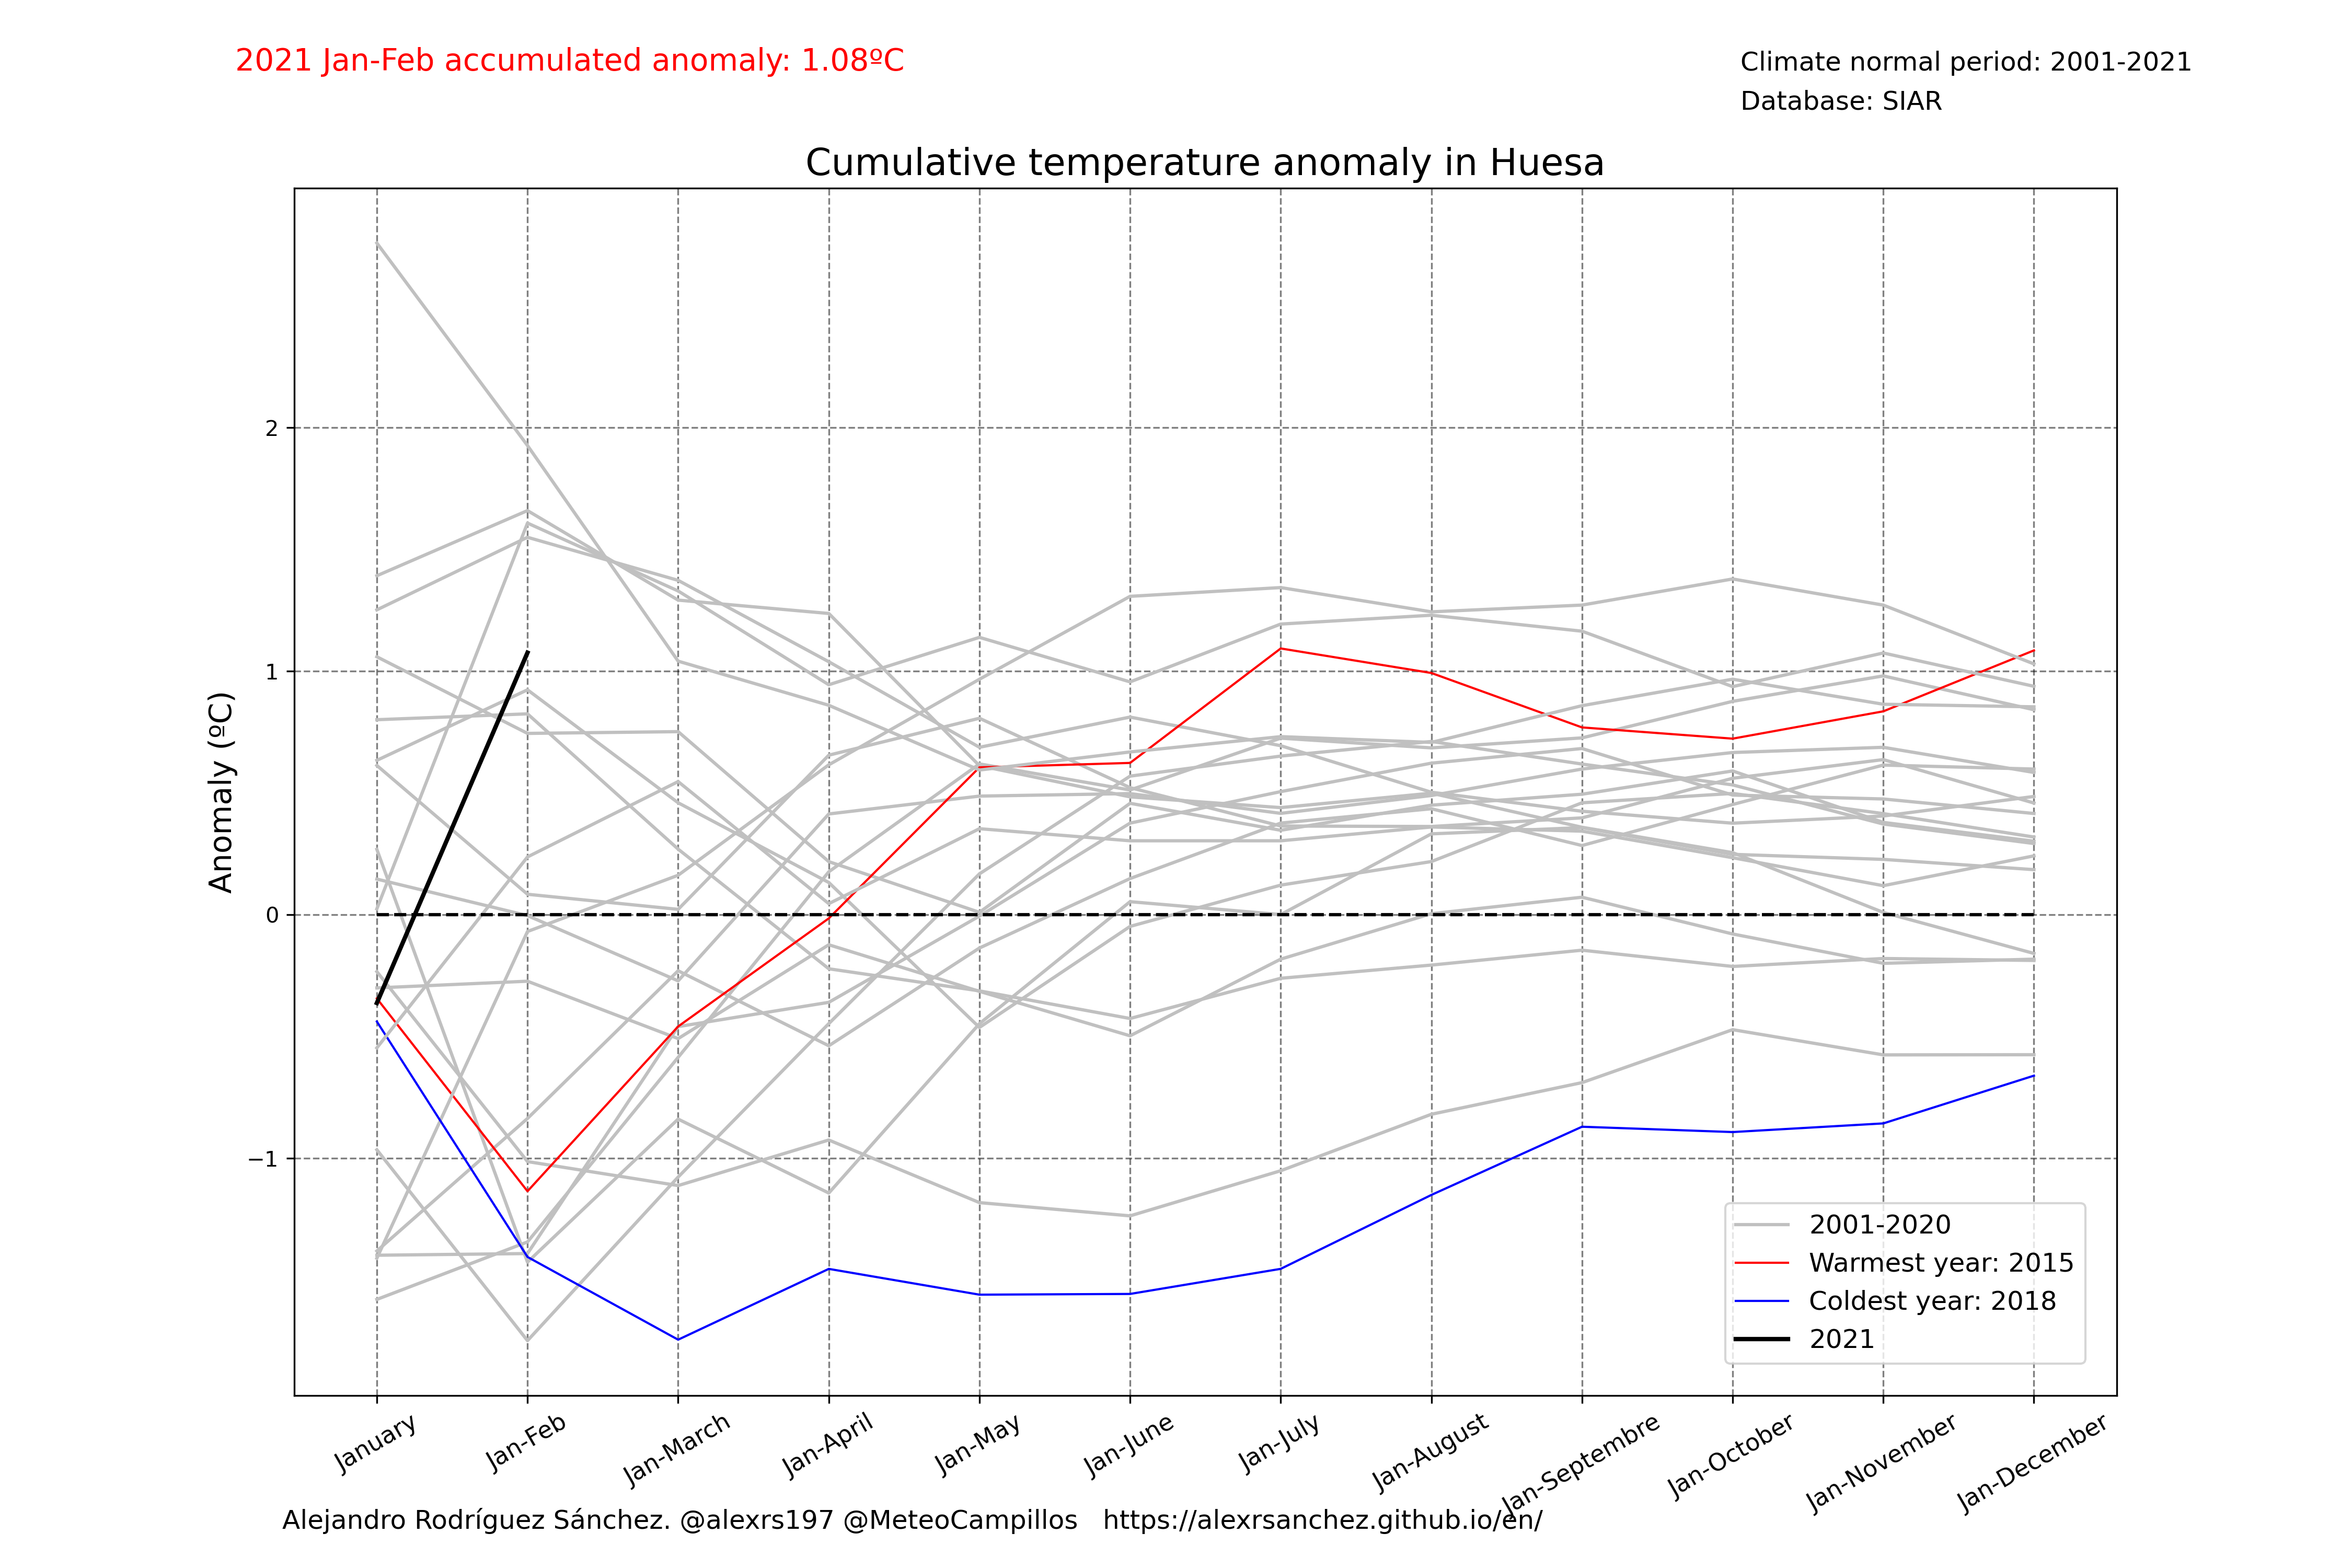 2021 Jan-Feb accumulated anomaly: 1.08ºC
Climate normal period: 2001-2021
Database: SIAR
Cumulative temperature anomaly in Huesa
Anomaly (ºC)
2
1
0
−1
2001-2020
Warmest year: 2015
Coldest year: 2018
2021
January
Jan-Feb
Jan-March
Jan-April
Jan-May
Jan-June
Jan-July
Jan-August
Jan-Septembre
Jan-October
Jan-November
Jan-December
Alejandro Rodríguez Sánchez. @alexrs197 @MeteoCampillos https://alexrsanchez.github.io/en/